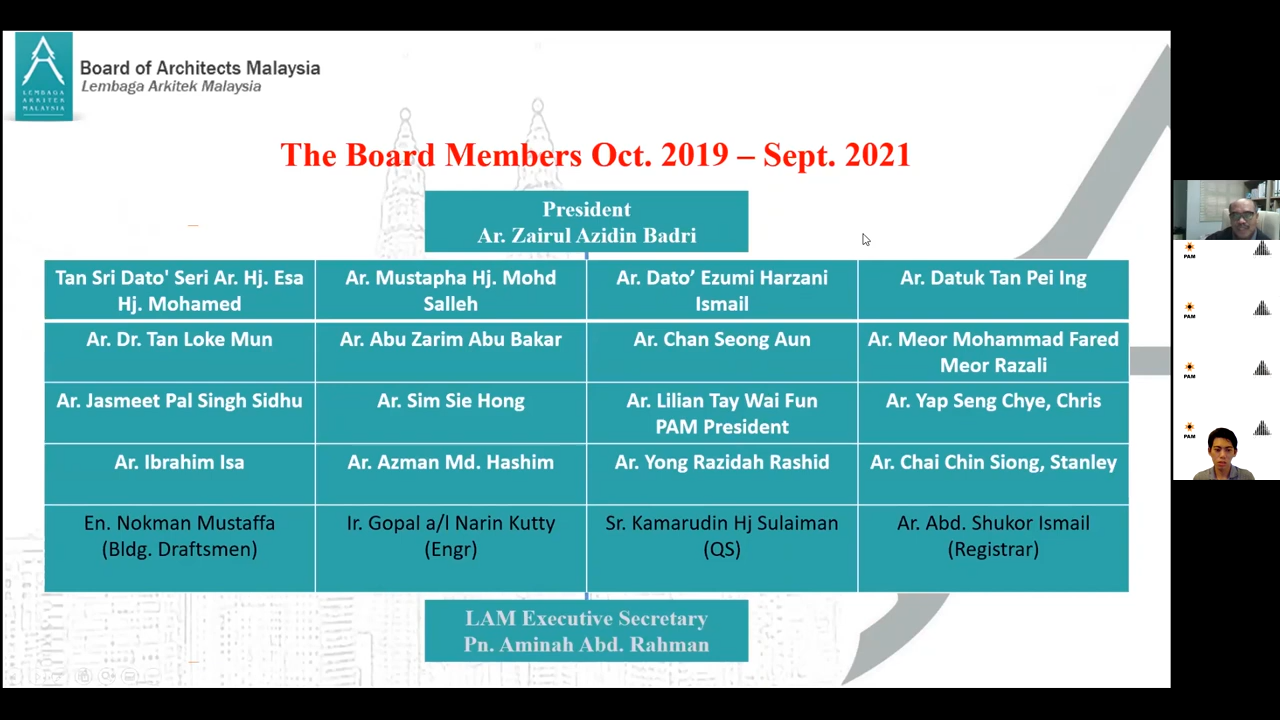 LEMBAGA
ARKITEK
MALAYSIA
Board of Architects Malaysia
Lembaga Arkitek Malaysia
The Board Members Oct. 2019 – Sept. 2021
President
Ar. Zairul Azidin Badri
Tan Sri Dato' Seri Ar. Hj. Esa
Hj. Mohamed
Ar. Mustapha Hj. Mohd
Salleh
Ar. Dato’ Ezumi Harzani
Ismail
Ar. Datuk Tan Pei Ing
Ar. Dr. Tan Loke Mun
Ar. Abu Zarim Abu Bakar
Ar. Chan Seong Aun
Ar. Meor Mohammad Fared
Meor Razali
Ar. Jasmeet Pal Singh Sidhu
Ar. Sim Sie Hong
Ar. Lilian Tay Wai Fun
PAM President
Ar. Yap Seng Chye, Chris
Ar. Ibrahim Isa
Ar. Azman Md. Hashim
Ar. Yong Razidah Rashid
Ar. Chai Chin Siong, Stanley
En. Nokman Mustaffa
(Bldg. Draftsmen)
Ir. Gopal a/l Narin Kutty
(Engr)
Sr. Kamarudin Hj Sulaiman
(QS)
Ar. Abd. Shukor Ismail
(Registrar)
LAM Executive Secretary
Pn. Aminah Abd. Rahman
PAM
PAM
PAM
PAM